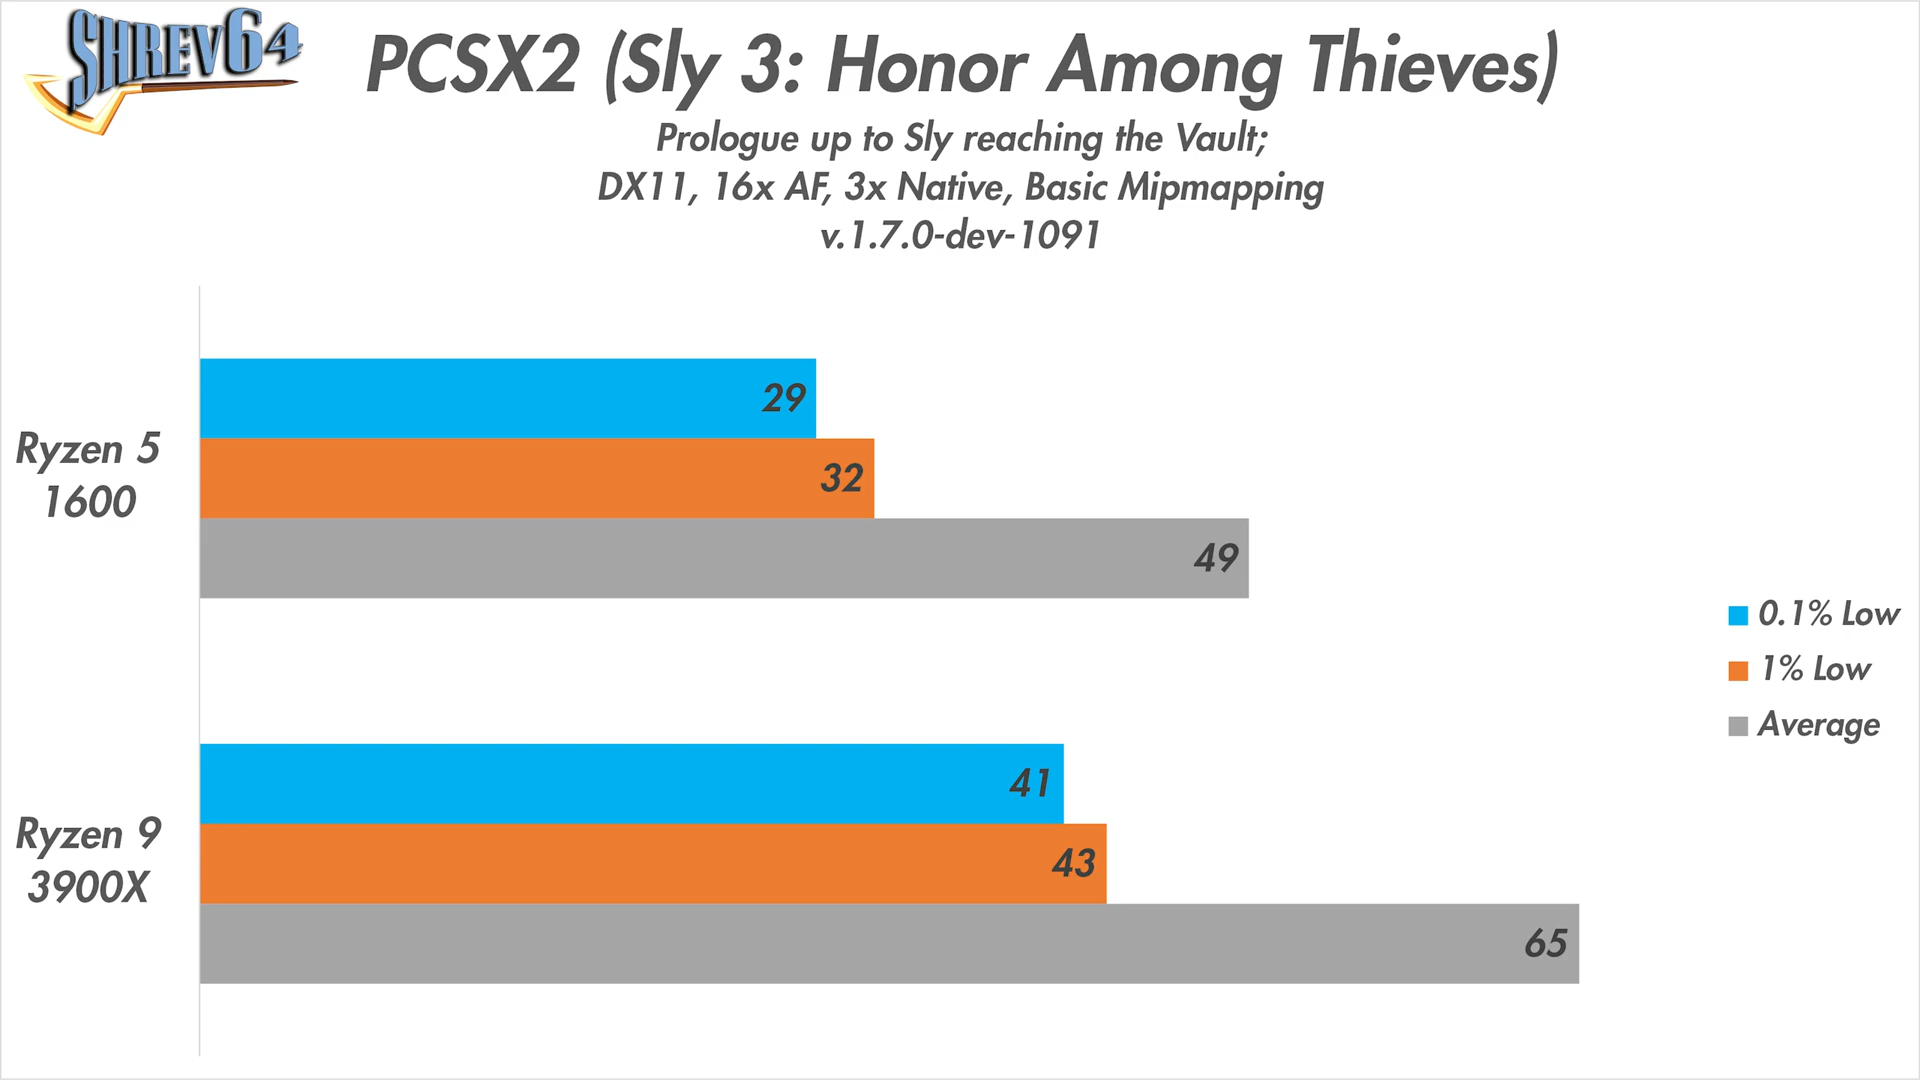 SHREV64
PCSX2 (Sly 3: Honor Among Thieves)
Prologue up to Sly reaching the Vault;
DX11, 16x AF, 3x Native, Basic Mipmapping
v.1.7.0-dev-1091
Ryzen 5
1600
29
32
49
Ryzen 9
3900X
41
43
65
0.1% Low
1% Low
Average